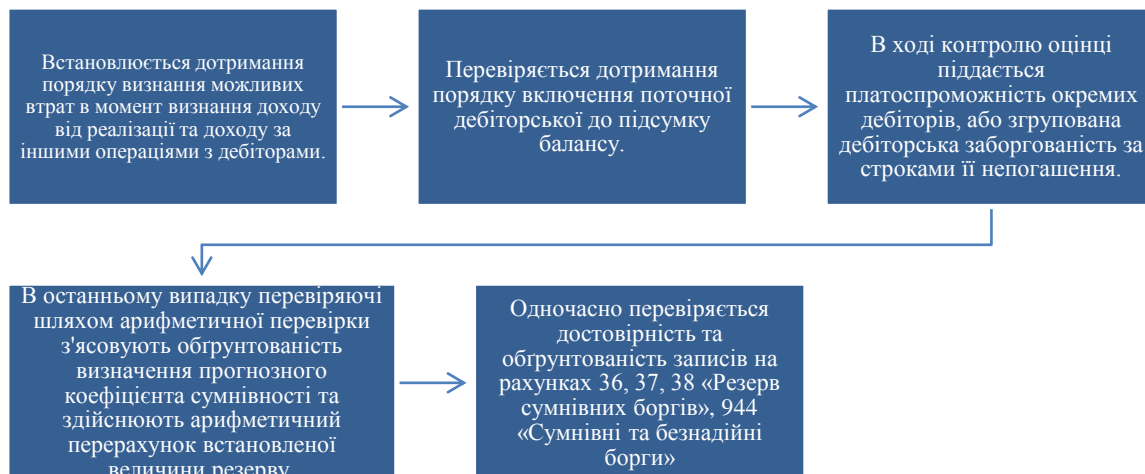 Встановлюється дотримання
порядку визнання можливих
втрат в момент визнання доходу
від реалізації та доходу за
іншими операціями з дебіторами.
Перевіряється дотримання
порядку включення поточної
дебіторської до підсумку
балансу.
В ході контролю оцінці
піддається
платоспроможність окремих
дебіторів, або згрупована
дебіторська заборгованість за
строками її непогашення.
В останньому випадку перевіряючі
шляхом арифметичної перевірки
з'ясовують обґрунтованість
визначення прогнозного
коефіцієнта сумнівності та
здійснюють арифметичний
перерахунок встановленої
величини резерву
Одночасно перевіряється
достовірність та
обґрунтованість записів на
рахунках 36, 37, 38 «Резерв
сумнівних боргів», 944
«Сумнівні та безнадійні
борги»